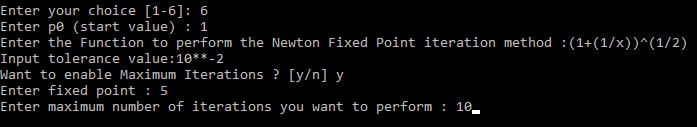 Enter your choice [1-6]: 6
Enter p0 (start value) : 1
Enter the Function to perform the Newton Fixed Point iteration method :(1+(1/x))^(1/2)
Input tolerance value:10**-2
Want to enable Maximum Iterations ? [y/n] y
Enter fixed point : 5
Enter maximum number of iterations you want to perform : 10